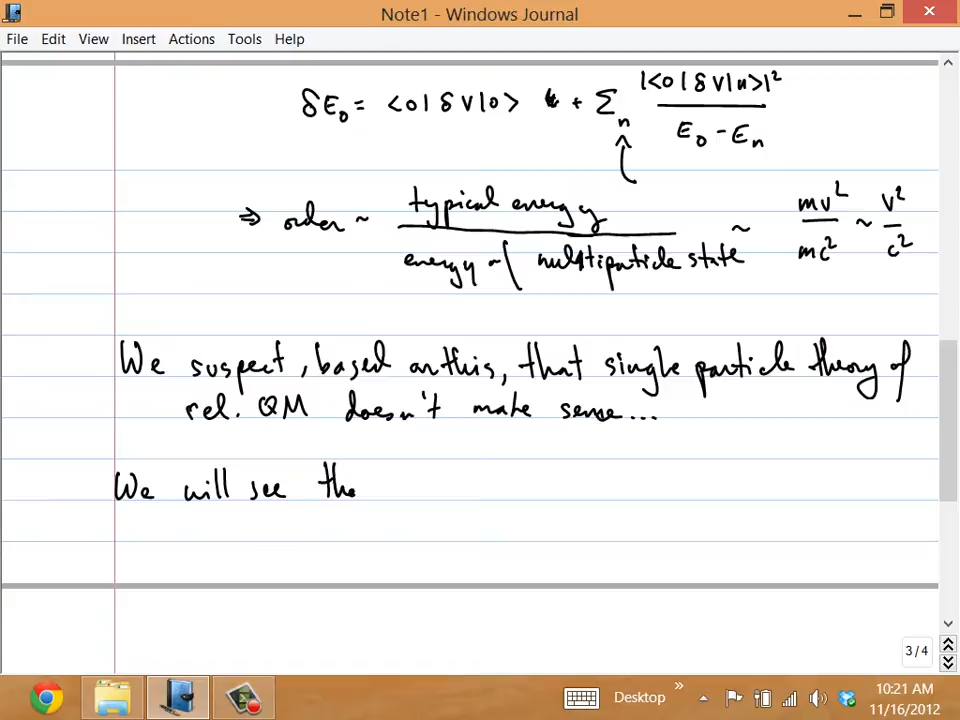 Note1 - Windows Journal
File Edit View Insert Actions Tools Help
δE₀ = <0|δV|0> + Σₙ |<0|δV|n>|² / E₀ - Eₙ
⇒ order ~ typical energy / energy of multiparticle state ~ mv²/mc² ~ v²/c²
We suspect, based on this, that single particle theory of
rel. QM doesn't make sense...
We will see the
3 / 4
Desktop
10:21 AM
11/16/2012